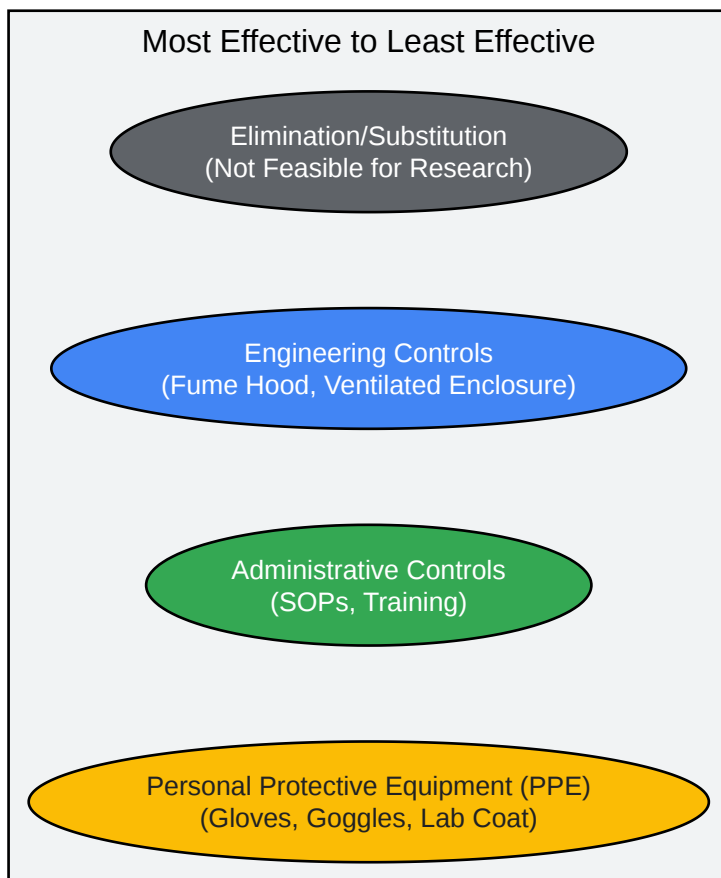 Most Effective to Least Effective
Elimination/Substitution
(Not Feasible for Research)
Engineering Controls
(Fume Hood, Ventilated Enclosure)
Administrative Controls
(SOPs, Training)
Personal Protective Equipment (PPE)
(Gloves, Goggles, Lab Coat)